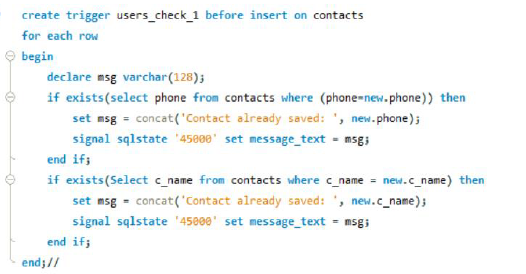 create trigger users_check_1 before insert on contacts
for each row
begin
declare msg varchar(128);
if exists(select phone from contacts where (phone=new.phone)) then
set msg = concat('Contact already saved: ', new.phone);
signal sqlstate '45000' set message_text = msg;
end if;
if exists(Select c_name from contacts where c_name = new.c_name) then
set msg = concat('Contact already saved: ', new.c_name);
signal sqlstate '45000' set message_text = msg;
end if;
end;//